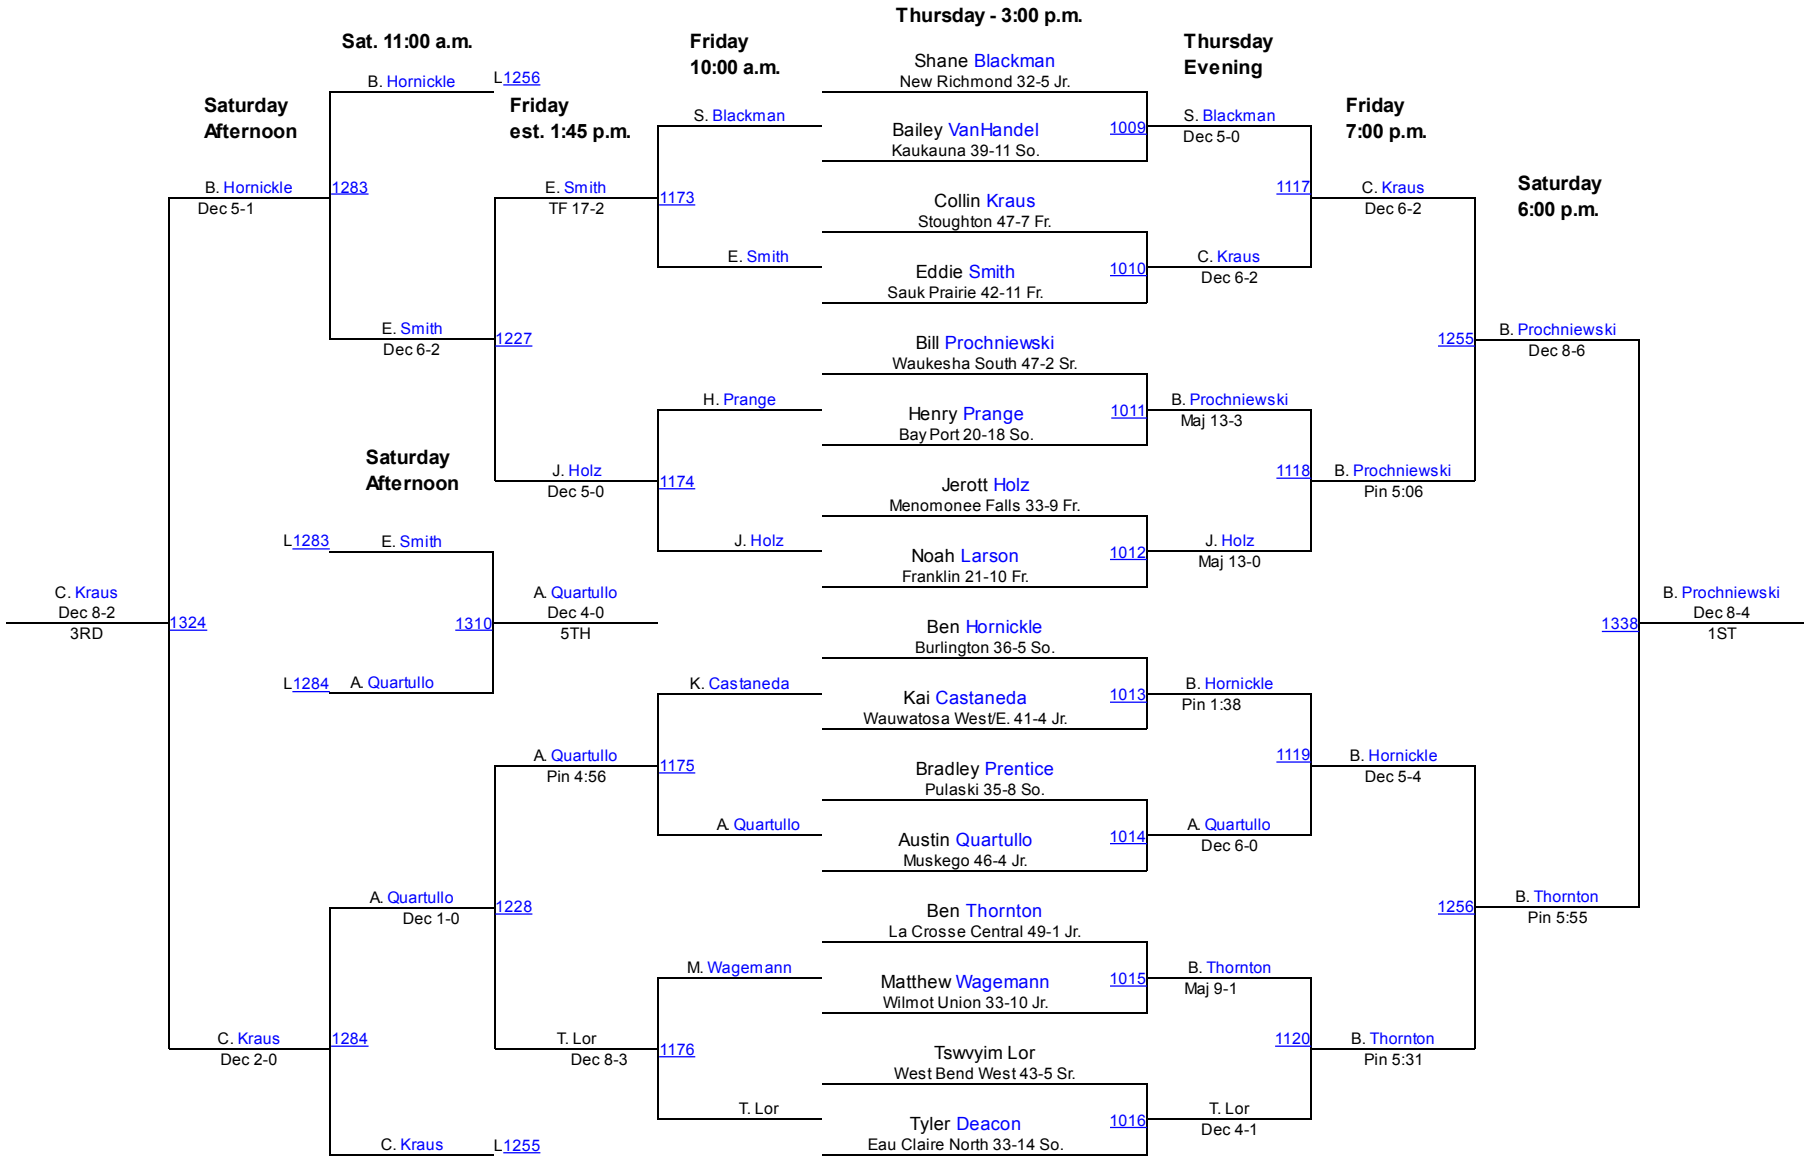 Thursday - 3:00 p.m.
Sat. 11:00 a.m.
Friday
10:00 a.m.
Thursday
Evening
Shane Blackman
New Richmond 32-5 Jr.
B. Hornickle
L1256
Saturday
Afternoon
Friday
est. 1:45 p.m.
Friday
7:00 p.m.
S. Blackman
Bailey VanHandel
Kaukauna 39-11 So.
1009
S. Blackman
Dec 5-0
B. Hornickle
Dec 5-1
1283
E. Smith
TF 17-2
1173
Collin Kraus
Stoughton 47-7 Fr.
1117
C. Kraus
Dec 6-2
Saturday
6:00 p.m.
E. Smith
Eddie Smith
Sauk Prairie 42-11 Fr.
1010
C. Kraus
Dec 6-2
E. Smith
Dec 6-2
1227
Bill Prochniewski
Waukesha South 47-2 Sr.
1255
B. Prochniewski
Dec 8-6
H. Prange
Henry Prange
Bay Port 20-18 So.
1011
B. Prochniewski
Maj 13-3
Saturday
Afternoon
J. Holz
Dec 5-0
1174
Jerott Holz
Menomonee Falls 33-9 Fr.
1118
B. Prochniewski
Pin 5:06
L1283
E. Smith
J. Holz
Noah Larson
Franklin 21-10 Fr.
1012
J. Holz
Maj 13-0
C. Kraus
Dec 8-2
3RD
1324
1310
A. Quartullo
Dec 4-0
5TH
Ben Hornickle
Burlington 36-5 So.
1338
B. Prochniewski
Dec 8-4
1ST
L1284
A. Quartullo
K. Castaneda
Kai Castaneda
Wauwatosa West/E. 41-4 Jr.
1013
B. Hornickle
Pin 1:38
A. Quartullo
Pin 4:56
1175
Bradley Prentice
Pulaski 35-8 So.
1119
B. Hornickle
Dec 5-4
A. Quartullo
Austin Quartullo
Muskego 46-4 Jr.
1014
A. Quartullo
Dec 6-0
A. Quartullo
Dec 1-0
1228
Ben Thornton
La Crosse Central 49-1 Jr.
1256
B. Thornton
Pin 5:55
M. Wagemann
Matthew Wagemann
Wilmot Union 33-10 Jr.
1015
B. Thornton
Maj 9-1
C. Kraus
Dec 2-0
1284
T. Lor
Dec 8-3
1176
Tswvyim Lor
West Bend West 43-5 Sr.
1120
B. Thornton
Pin 5:31
T. Lor
Tyler Deacon
Eau Claire North 33-14 So.
1016
T. Lor
Dec 4-1
C. Kraus
L1255